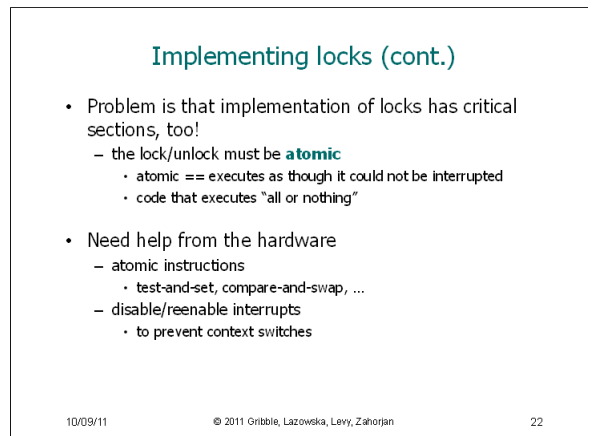 Implementing locks (cont.)
• Problem is that implementation of locks has critical
sections, too!
– the lock/unlock must be atomic
• atomic == executes as though it could not be interrupted
• code that executes “all or nothing”
• Need help from the hardware
– atomic instructions
• test-and-set, compare-and-swap, ...
– disable/reenable interrupts
• to prevent context switches
10/09/11
© 2011 Gribble, Lazowska, Levy, Zahorjan
22